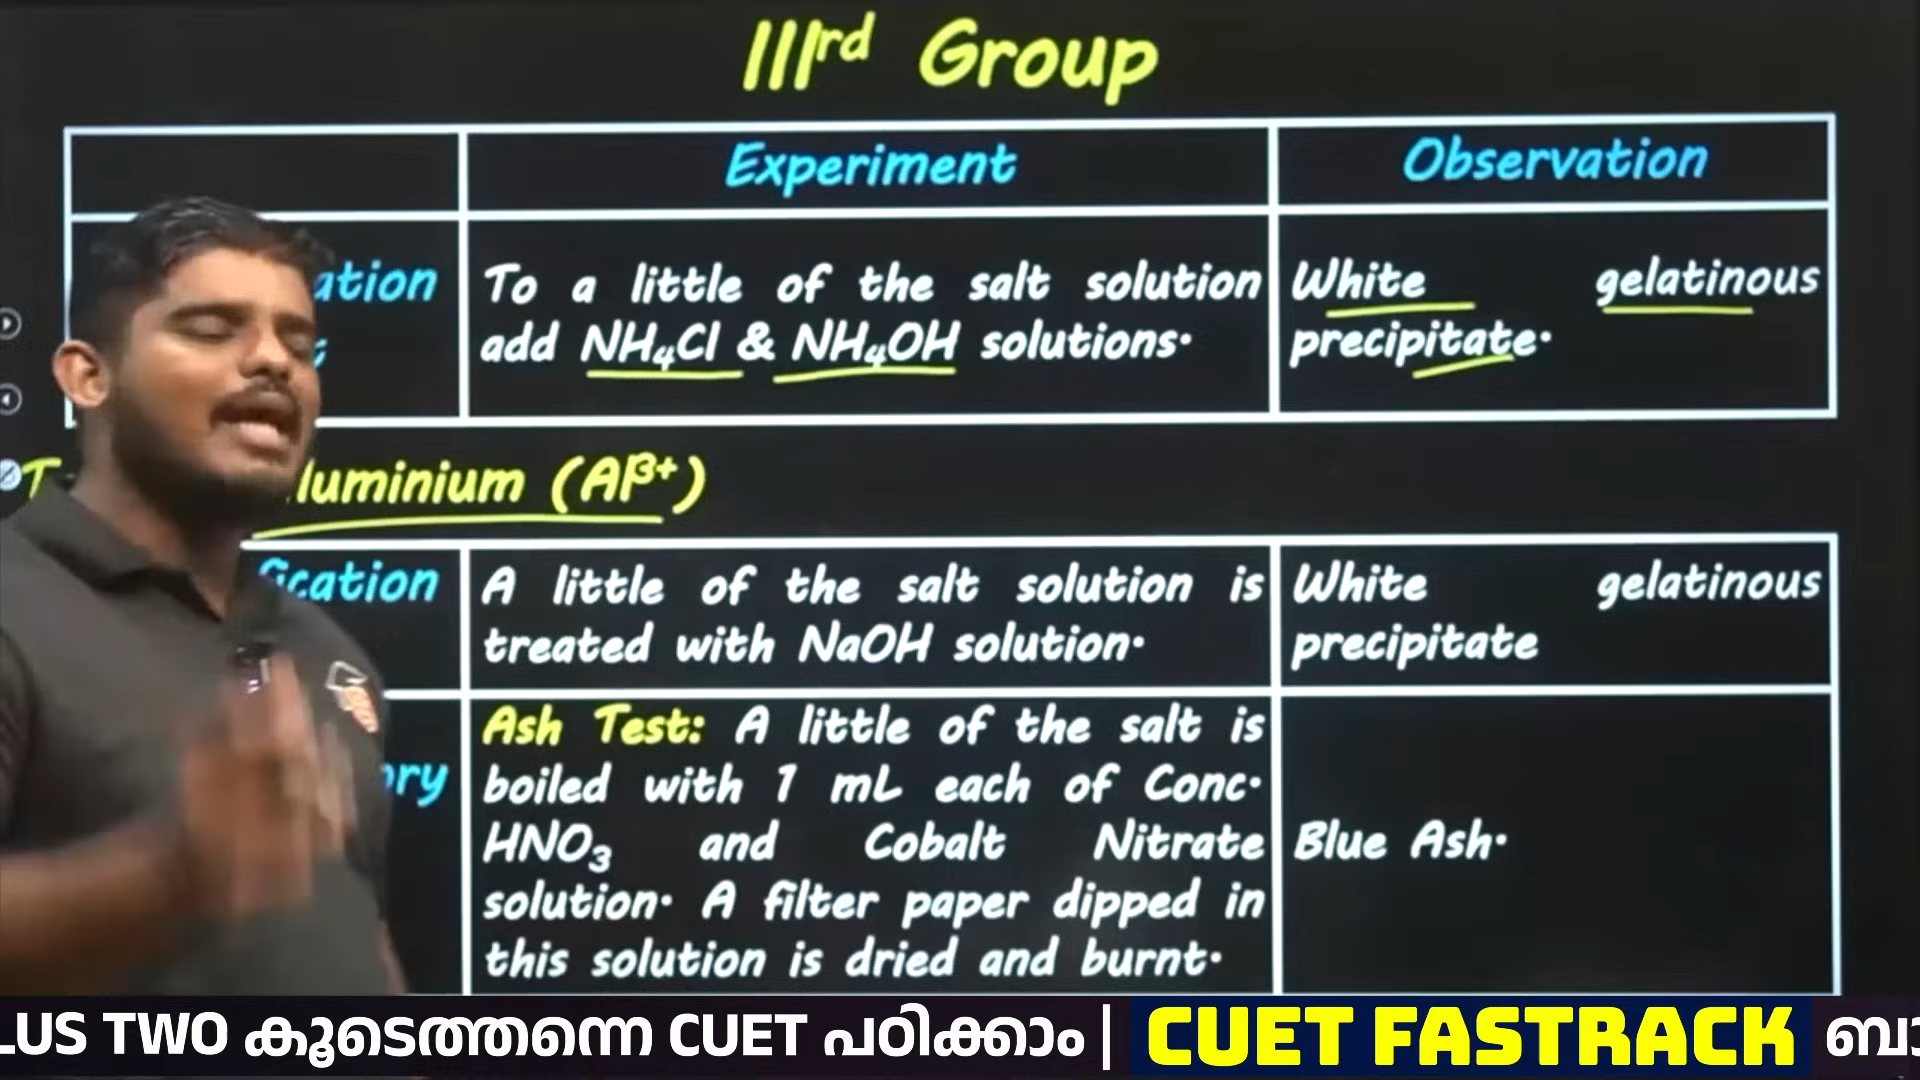 IIIrd Group
Experiment
Observation
To a little of the salt solution
add NH₄Cl & NH₄OH solutions.
White gelatinous
precipitate.
luminium (Al³⁺)
A little of the salt solution is
treated with NaOH solution.
White gelatinous
precipitate
Ash Test: A little of the salt is
boiled with 1 mL each of Conc.
HNO₃ and Cobalt Nitrate
solution. A filter paper dipped in
this solution is dried and burnt.
Blue Ash.
LUS TWO കൂടെത്തന്നെ CUET പഠിക്കാം | CUET FASTRACK